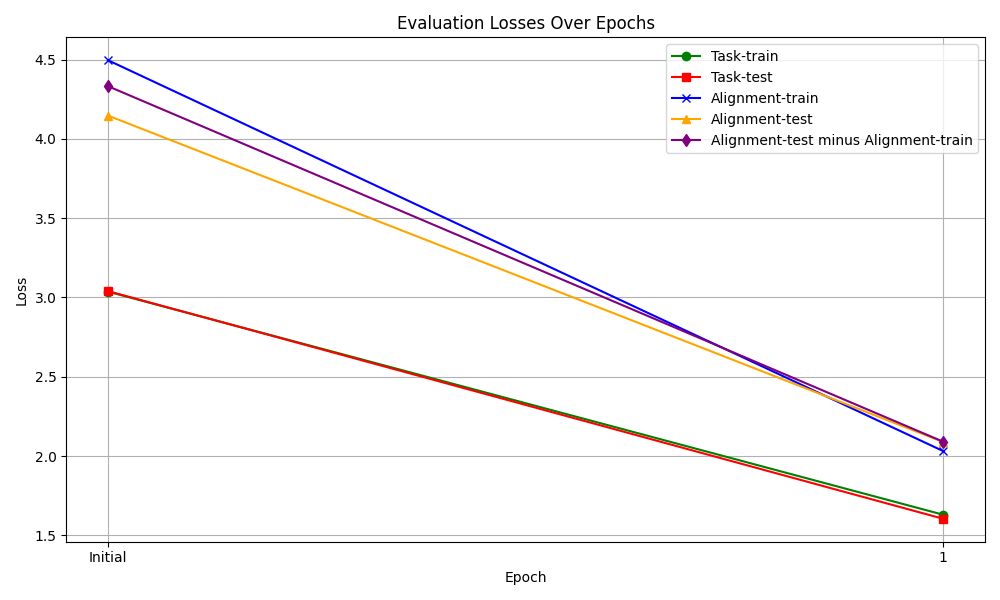 Evaluation Losses Over Epochs
Task-train
Task-test
Alignment-train
Alignment-test
Alignment-test minus Alignment-train
Loss
4.5
4.0
3.5
3.0
2.5
2.0
1.5
Initial
1
Epoch